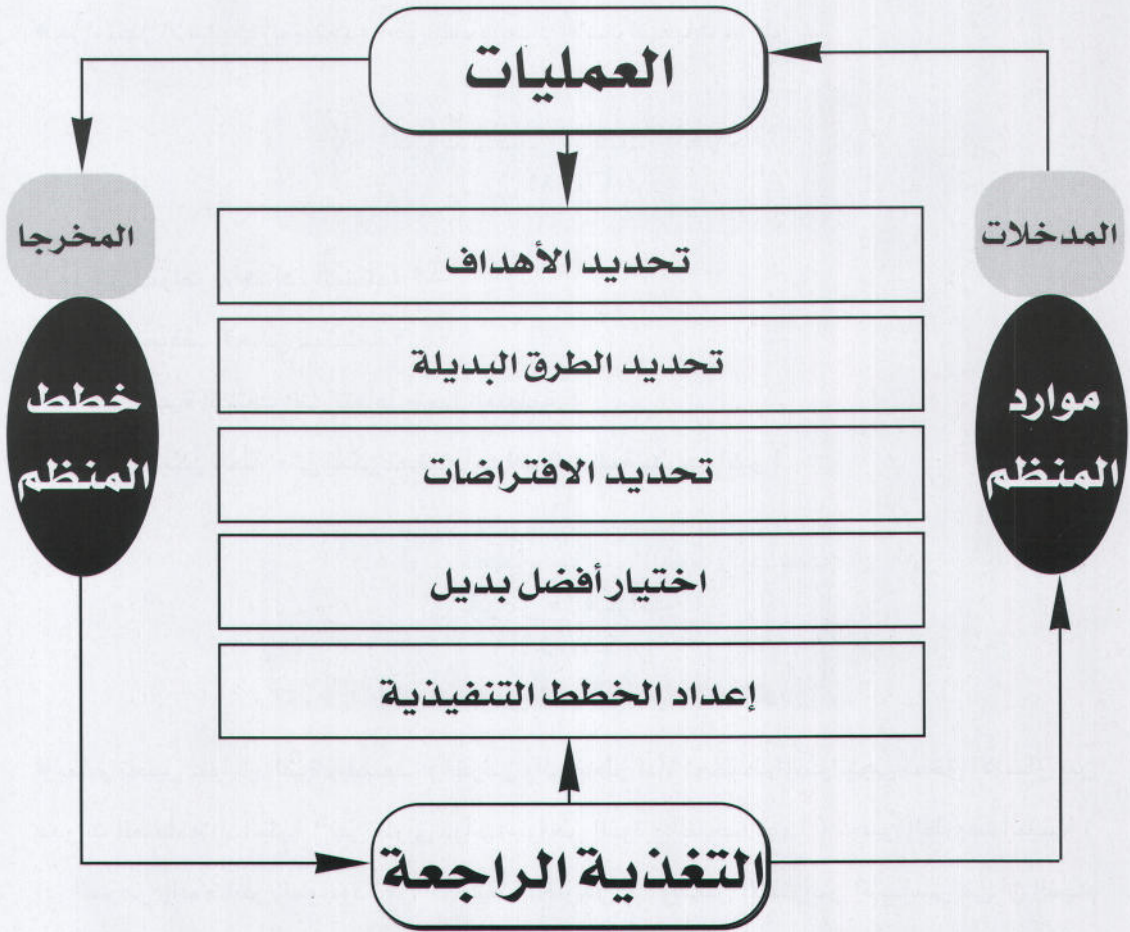 العمليات
المدخلات
موارد
المنظم
تحديد الأهداف
تحديد الطرق البديلة
تحديد الافتراضات
اختيار أفضل بديل
إعداد الخطط التنفيذية
المخرجا
خطط
المنظم
التغذية الراجعة